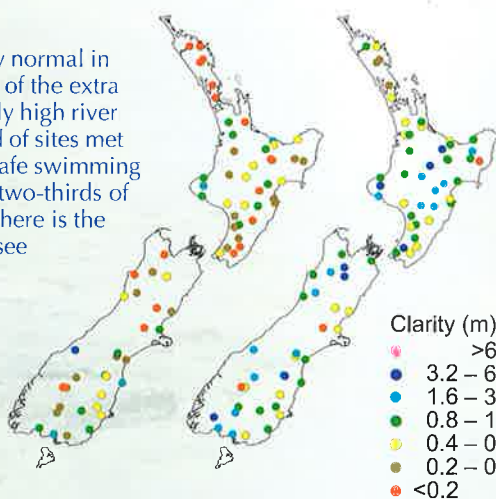 y normal in
of the extra
ly high river
d of sites met
afe swimming
two-thirds of
here is the
see
Clarity (m)
>6
3.2 – 6
1.6 – 3
0.8 – 1
0.4 – 0
0.2 – 0
<0.2